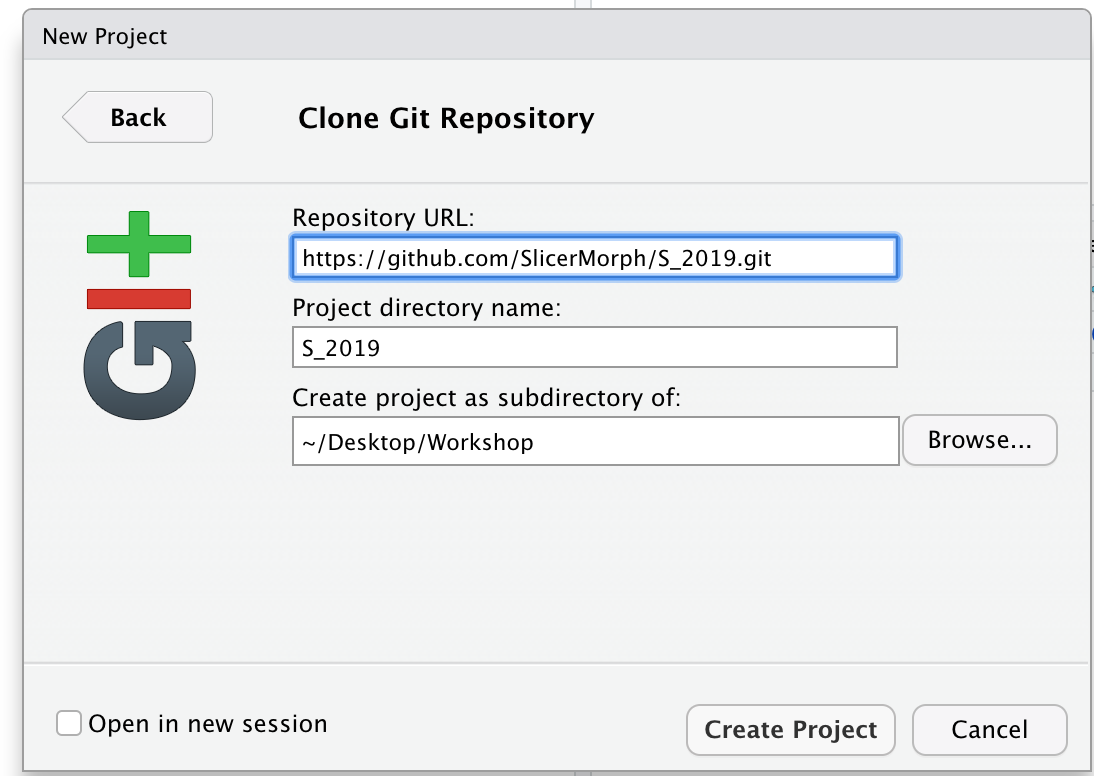 New Project
Back
Clone Git Repository
GIT
Repository URL:
https://github.com/SlicerMorph/S_2019.git
Project directory name:
S_2019
Create project as subdirectory of:
~/Desktop/Workshop
Browse...
Open in new session
Create Project
Cancel